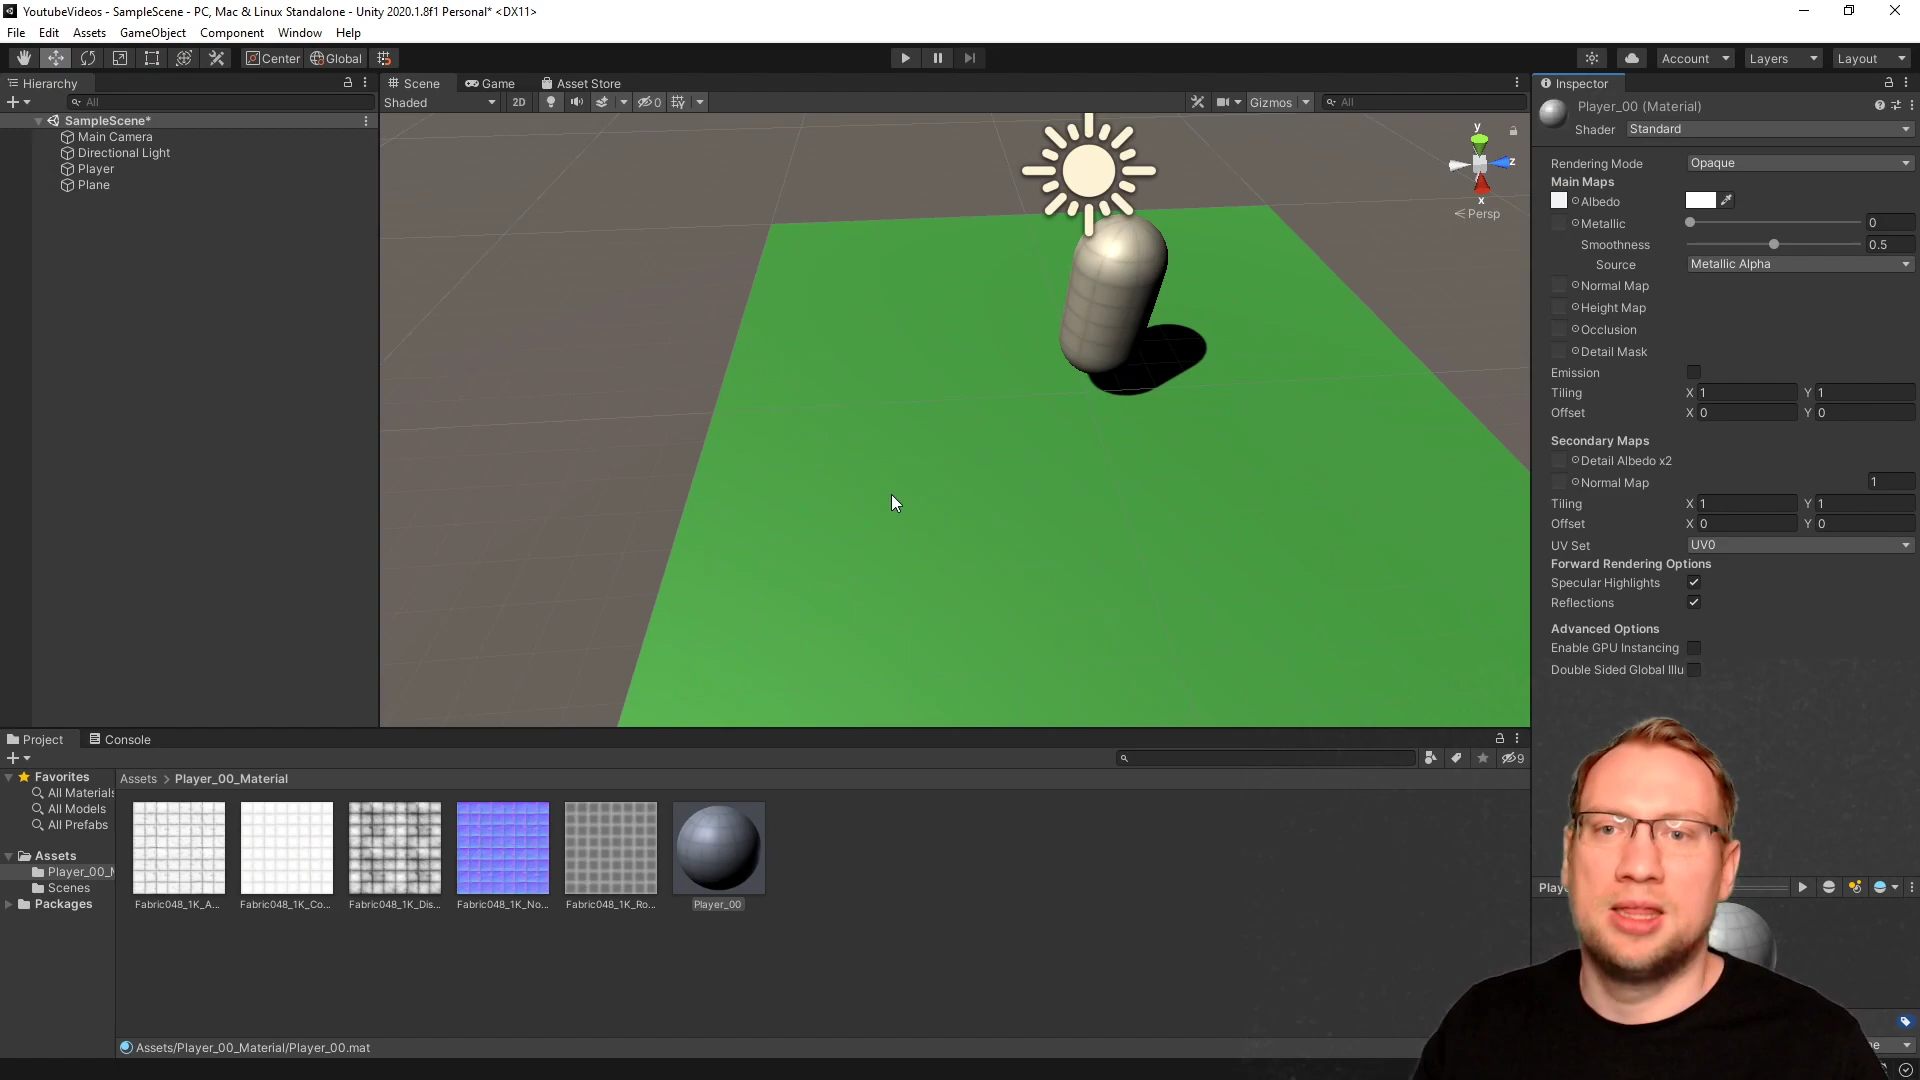 YoutubeVideos - SampleScene - PC, Mac & Linux Standalone - Unity 2020.1.8f1 Personal* <DX11>
File Edit Assets GameObject Component Window Help
Center Global Account Layers Layout
Hierarchy Scene Game Asset Store Inspector
All Shaded 2D 0 Gizmos All
Player_00 (Material)
Shader Standard
SampleScene*
Main Camera
Directional Light
Player
Plane
y
z
x
Persp
Rendering Mode Opaque
Main Maps
Albedo
Metallic 0
Smoothness 0.5
Source Metallic Alpha
Normal Map
Height Map
Occlusion
Detail Mask
Emission
Tiling X 1 Y 1
Offset X 0 Y 0
Secondary Maps
Detail Albedo x2
Normal Map 1
Tiling X 1 Y 1
Offset X 0 Y 0
UV Set UV0
Forward Rendering Options
Specular Highlights
Reflections
Advanced Options
Enable GPU Instancing
Double Sided Global Illu
Project Console
9
Favorites
All Materials
All Models
All Prefabs
Assets
Player_00_M
Scenes
Packages
Assets > Player_00_Material
Fabric048_1K_A... Fabric048_1K_Co... Fabric048_1K_Dis... Fabric048_1K_No... Fabric048_1K_Ro... Player_00
Assets/Player_00_Material/Player_00.mat